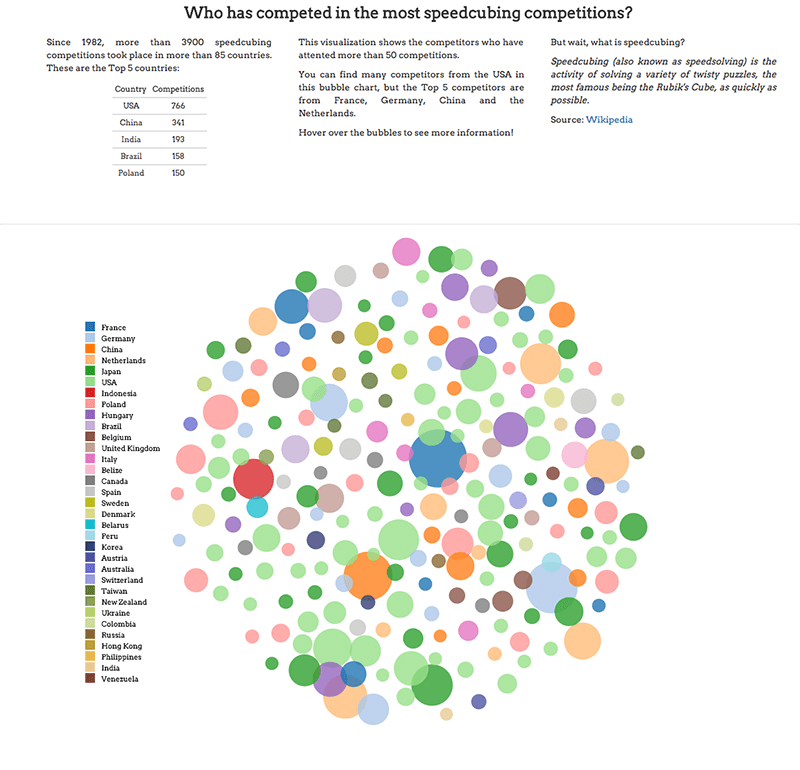 Who has competed in the most speedcubing competitions?
Since 1982, more than 3900 speedcubing
competitions took place in more than 85 countries.
These are the Top 5 countries:
Country Competitions
USA 766
China 341
India 193
Brazil 158
Poland 150
This visualization shows the competitors who have
attented more than 50 competitions.
You can find many competitors from the USA in
this bubble chart, but the Top 5 competitors are
from France, Germany, China and the
Netherlands.
Hover over the bubbles to see more information!
But wait, what is speedcubing?
Speedcubing (also known as speedsolving) is the
activity of solving a variety of twisty puzzles, the
most famous being the Rubik's Cube, as quickly as
possible.
Source: Wikipedia
France
Germany
China
Netherlands
Japan
USA
Indonesia
Poland
Hungary
Brazil
Belgium
United Kingdom
Italy
Belize
Canada
Spain
Sweden
Denmark
Belarus
Peru
Korea
Austria
Australia
Switzerland
Taiwan
New Zealand
Ukraine
Colombia
Russia
Hong Kong
Philippines
India
Venezuela